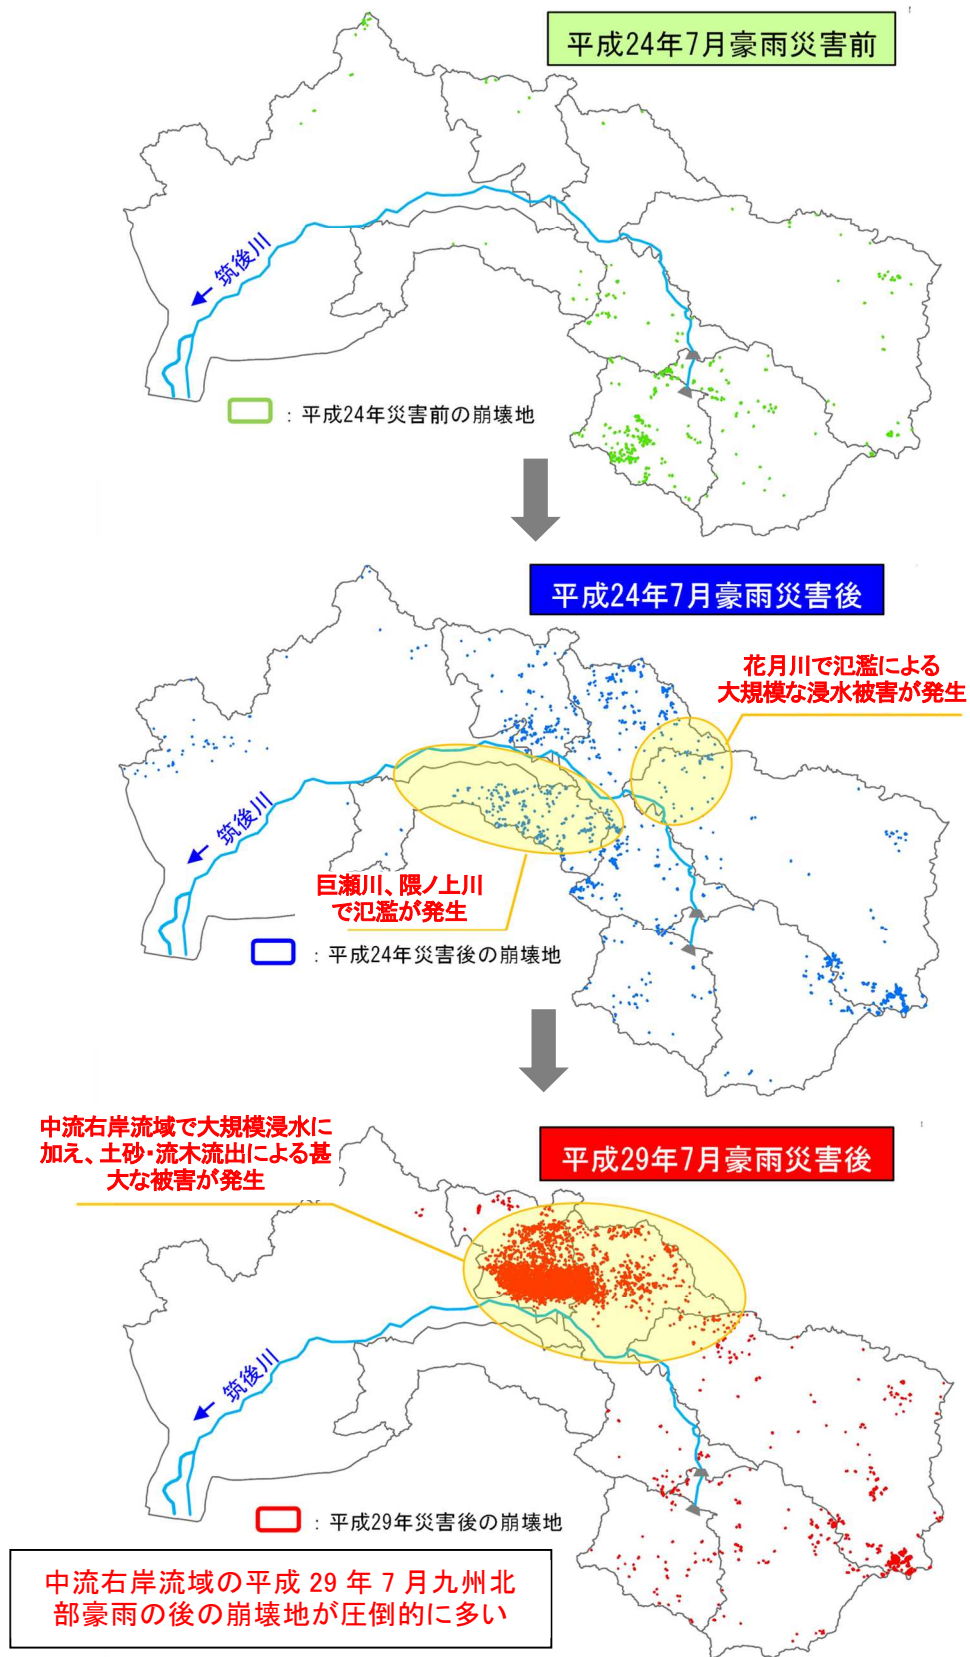 平成24年7月豪雨災害前
筑後川
：平成24年災害前の崩壊地
平成24年7月豪雨災害後
花月川で氾濫による
大規模な浸水被害が発生
筑後川
巨瀬川、隈ノ上川
で氾濫が発生
：平成24年災害後の崩壊地
中流右岸流域で大規模浸水に
加え、土砂・流木流出による甚
大な被害が発生
平成29年7月豪雨災害後
筑後川
：平成29年災害後の崩壊地
中流右岸流域の平成 29 年 7 月九州北
部豪雨の後の崩壊地が圧倒的に多い